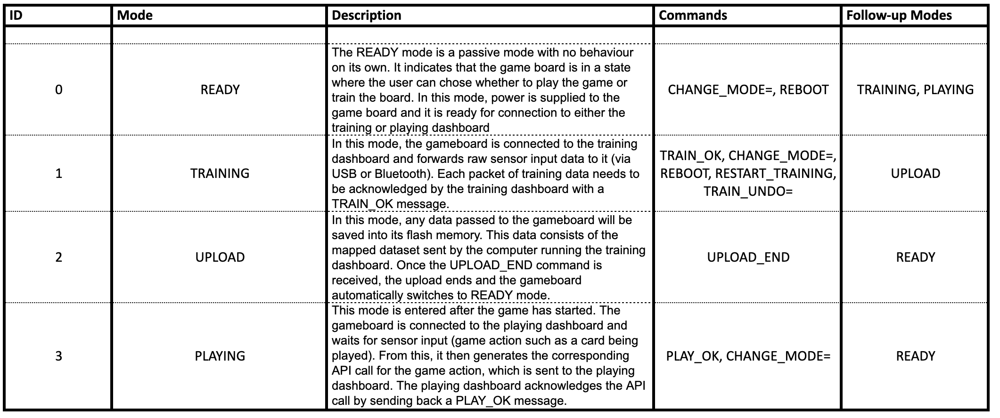 ID
Mode
Description
Commands
Follow-up Modes
0
READY
The READY mode is a passive mode with no behaviour
on its own. It indicates that the game board is in a state
where the user can chose whether to play the game or
train the board. In this mode, power is supplied to the
game board and it is ready for connection to either the
training or playing dashboard
CHANGE_MODE=, REBOOT
TRAINING, PLAYING
1
TRAINING
In this mode, the gameboard is connected to the training
dashboard and forwards raw sensor input data to it (via
USB or Bluetooth). Each packet of training data needs to
be acknowledged by the training dashboard with a
TRAIN_OK message.
TRAIN_OK, CHANGE_MODE=,
REBOOT, RESTART_TRAINING,
TRAIN_UNDO=
UPLOAD
2
UPLOAD
In this mode, any data passed to the gameboard will be
saved into its flash memory. This data consists of the
mapped dataset sent by the computer running the training
dashboard. Once the UPLOAD_END command is
received, the upload ends and the gameboard
automatically switches to READY mode.
UPLOAD_END
READY
3
PLAYING
This mode is entered after the game has started. The
gameboard is connected to the playing dashboard and
waits for sensor input (game action such as a card being
played). From this, it then generates the corresponding
API call for the game action, which is sent to the playing
dashboard. The playing dashboard acknowledges the API
call by sending back a PLAY_OK message.
PLAY_OK, CHANGE_MODE=
READY